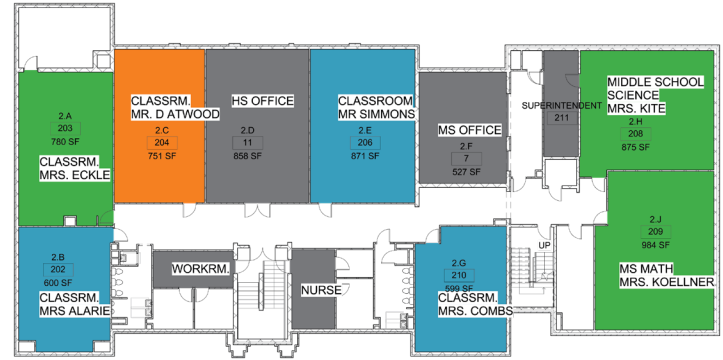 2.A
203
780 SF
CLASSRM.
MRS. ECKLE
CLASSRM.
MR. D ATWOOD
2.C
204
751 SF
HS OFFICE
2.D
11
858 SF
CLASSROOM
MR SIMMONS
2.E
206
871 SF
MS OFFICE
2.F
7
527 SF
SUPERINTENDENT
211
MIDDLE SCHOOL
SCIENCE
MRS. KITE
2.H
208
875 SF
2.B
202
600 SF
CLASSRM.
MRS ALARIE
WORKRM.
NURSE
2.G
210
599 SF
CLASSRM.
MRS. COMBS
UP
2.J
209
984 SF
MS MATH
MRS. KOELLNER